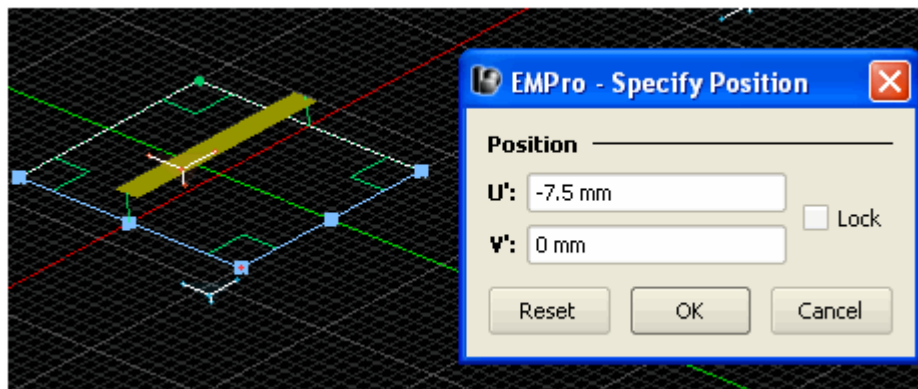 EMPro - Specify Position
Position
U': -7.5 mm
Lock
V': 0 mm
Reset OK Cancel